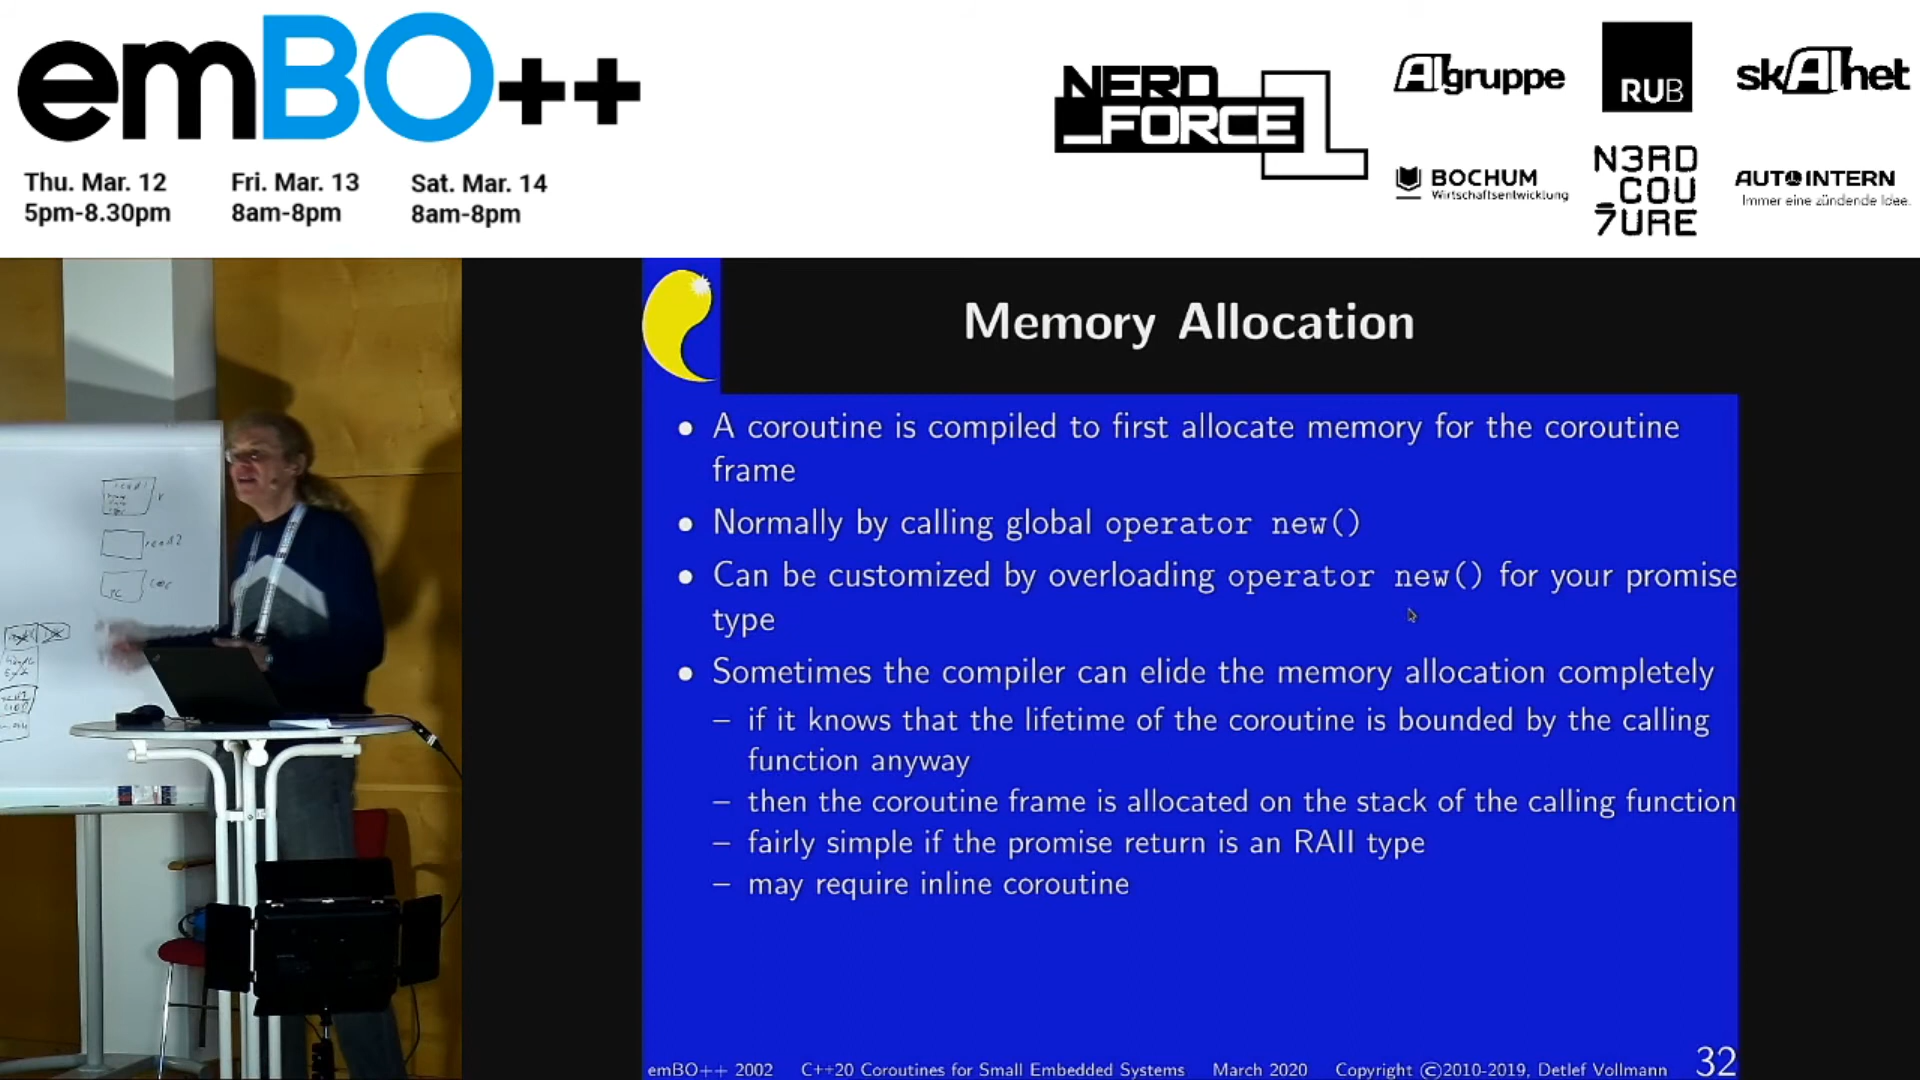 emBO++
Thu. Mar. 12
5pm-8.30pm
Fri. Mar. 13
8am-8pm
Sat. Mar. 14
8am-8pm
NERD
_FORCE
1
AIgruppe
RUB
skAInet
BOCHUM
Wirtschaftsentwicklung
N3RD
_COU
7URE
AUTOINTERN
Immer eine zündende Idee.
Memory Allocation
• A coroutine is compiled to first allocate memory for the coroutine
frame
• Normally by calling global operator new()
• Can be customized by overloading operator new() for your promise
type
• Sometimes the compiler can elide the memory allocation completely
– if it knows that the lifetime of the coroutine is bounded by the calling
function anyway
– then the coroutine frame is allocated on the stack of the calling function
– fairly simple if the promise return is an RAII type
– may require inline coroutine
emBO++ 2002 C++20 Coroutines for Small Embedded Systems March 2020 Copyright ©2010-2019, Detlef Vollmann 32